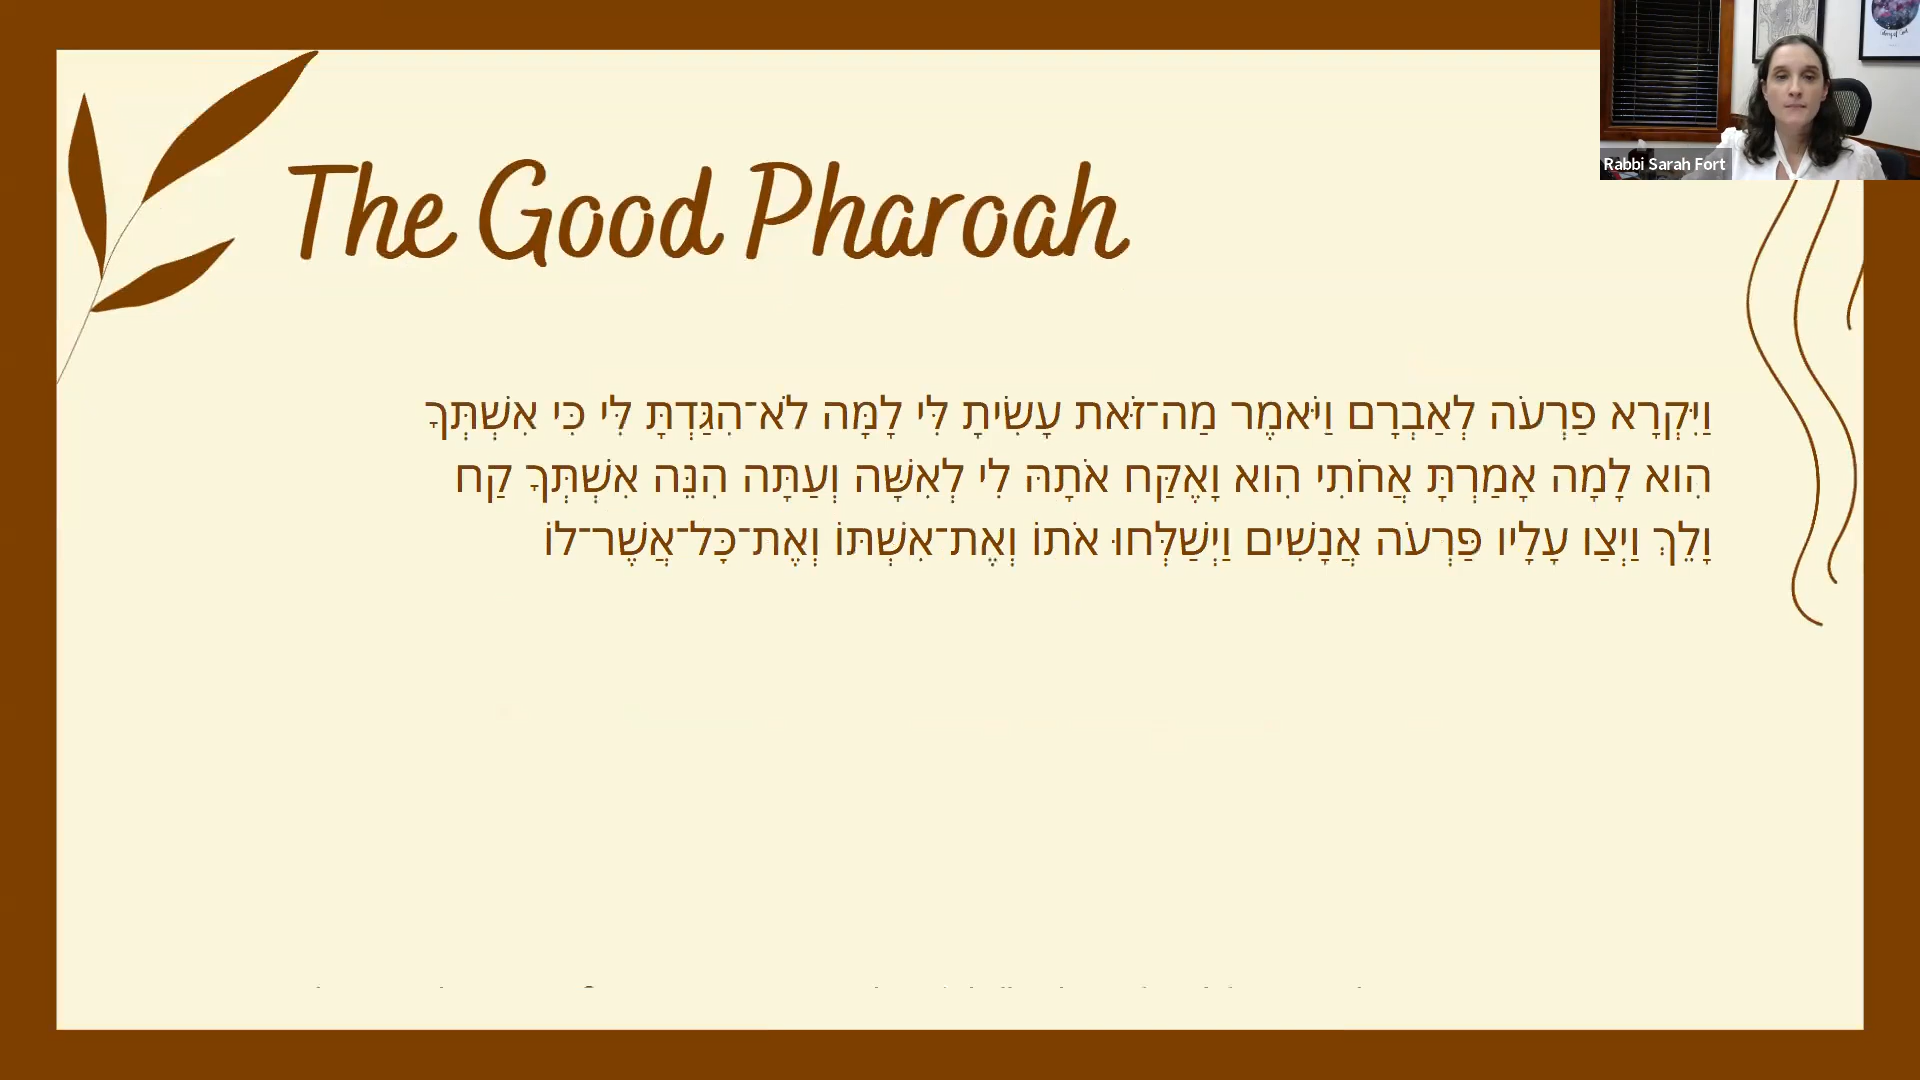 The Good Pharoah
וַיִּקְרָא פַרְעֹה לְאַבְרָם וַיֹּאמֶר מַה־זֹּאת עָשִׂיתָ לִּי לָמָּה לֹא־הִגַּדְתָּ לִּי כִּי אִשְׁתְּךָ
הִוא לָמָה אָמַרְתָּ אֲחֹתִי הִוא וָאֶקַּח אֹתָהּ לִי לְאִשָּׁה וְעַתָּה הִנֵּה אִשְׁתְּךָ קַח
וָלֵךְ וַיְצַו עָלָיו פַּרְעֹה אֲנָשִׁים וַיְשַׁלְּחוּ אֹתוֹ וְאֶת־אִשְׁתּוֹ וְאֶת־כׇּל־אֲשֶׁר־לוֹ
Rabbi Sarah Fort